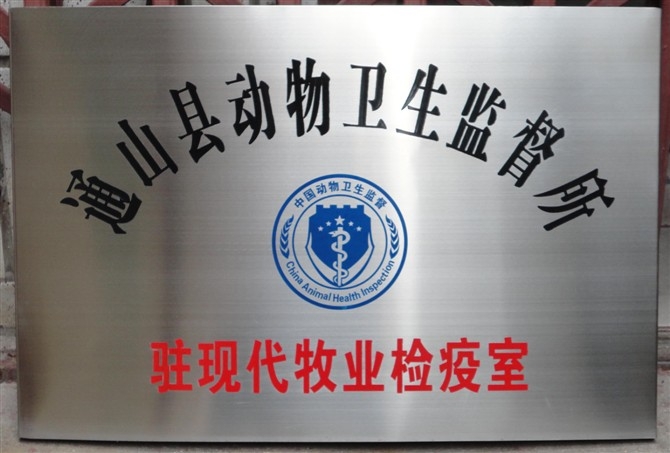 通山县动物卫生监督所
中国动物卫生监督
China Animal Health Inspection
驻现代牧业检疫室